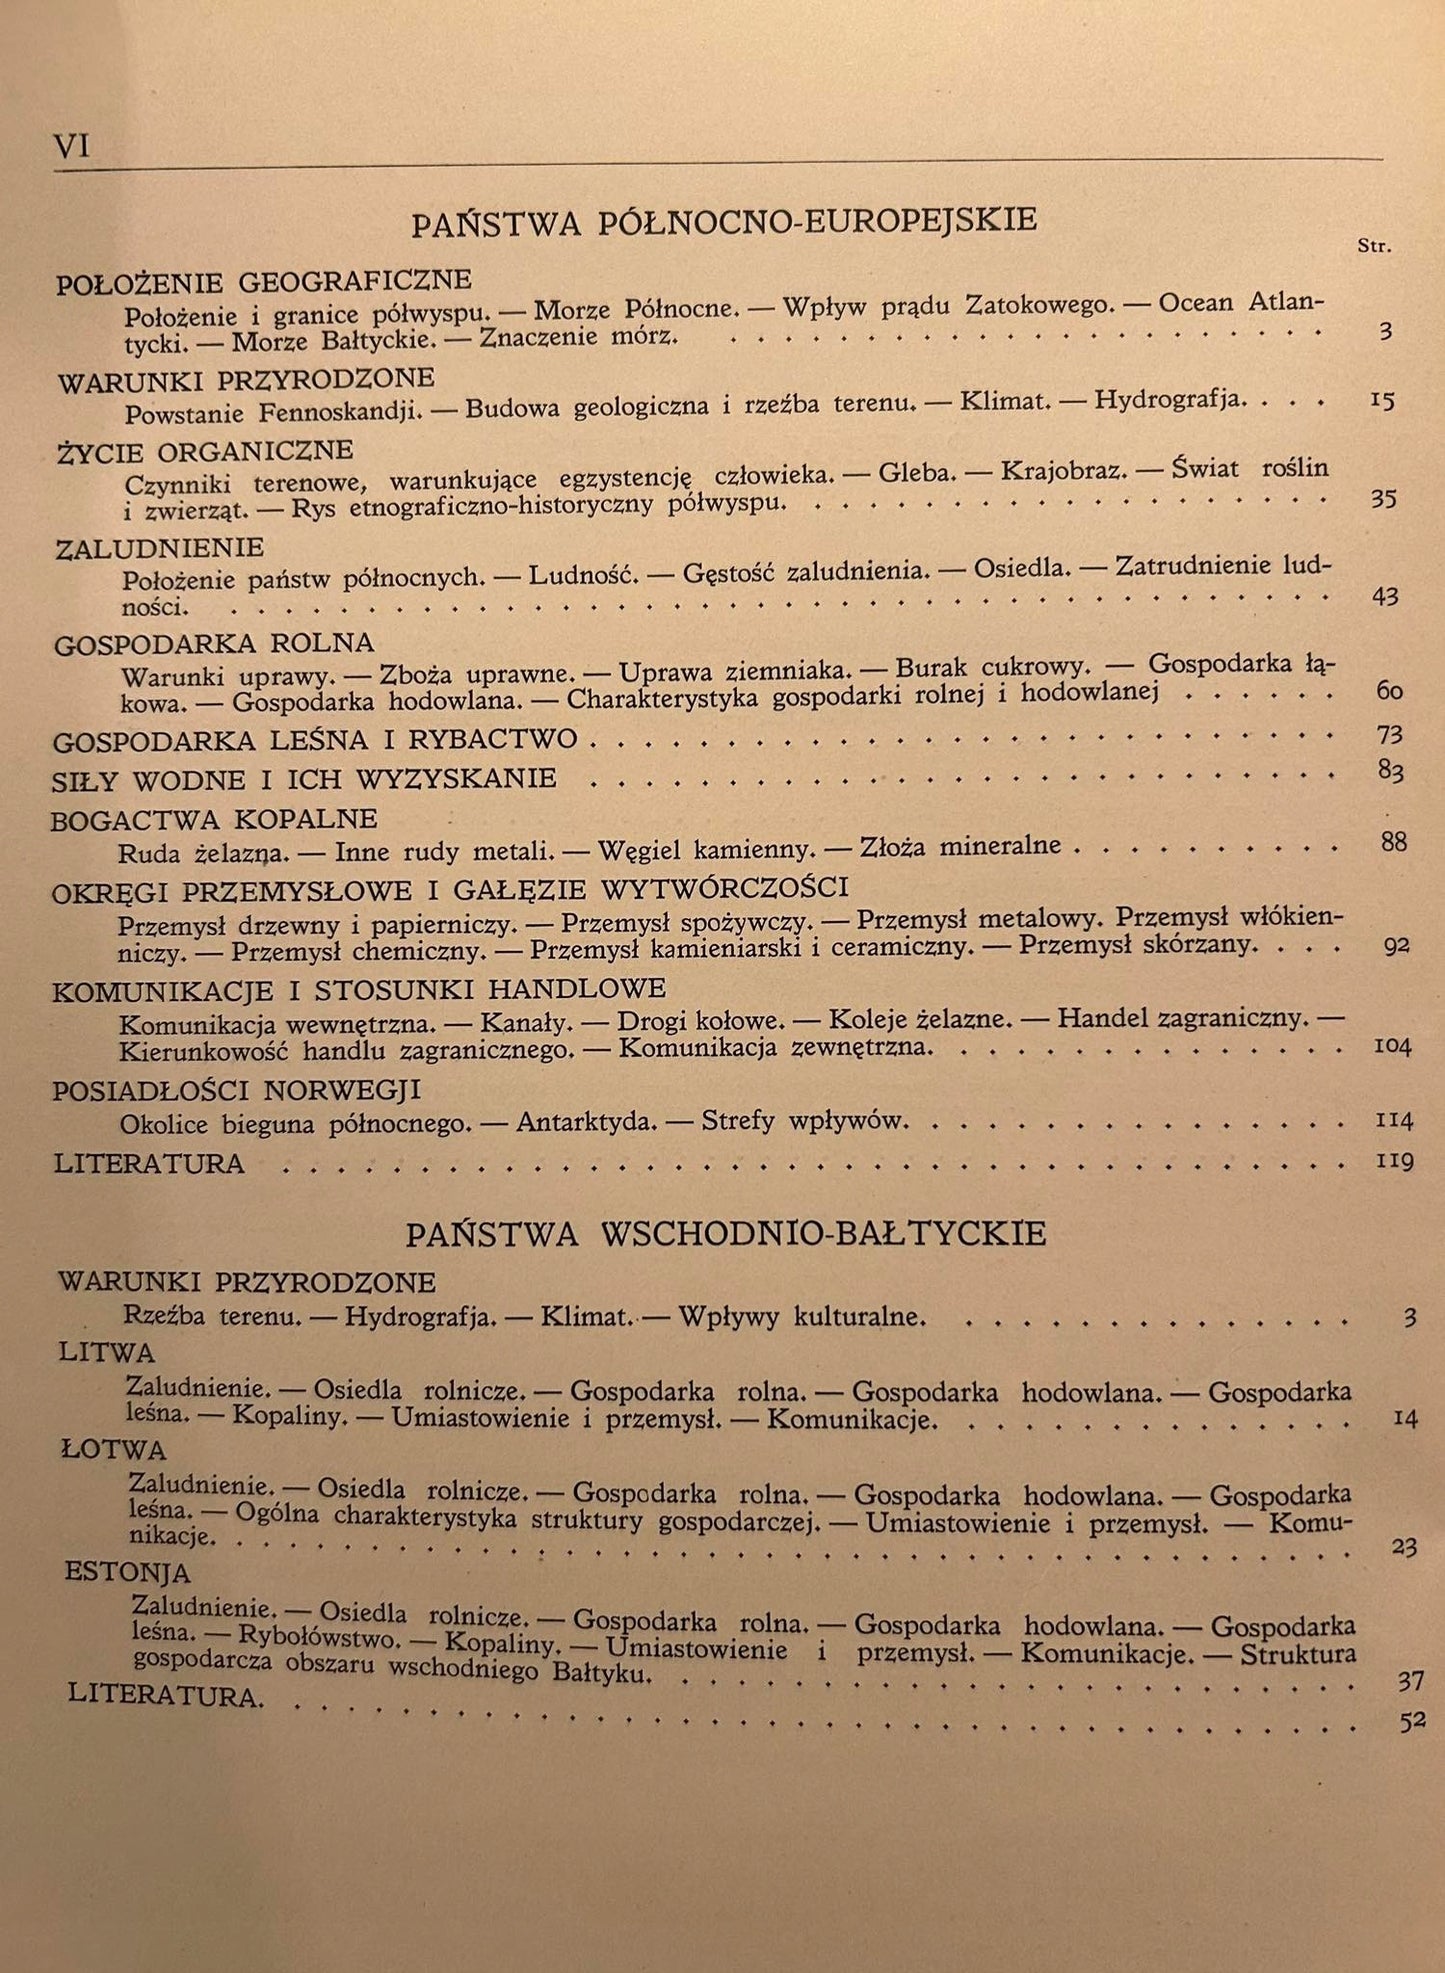 VI
PAŃSTWA PÓŁNOCNO-EUROPEJSKIE
Str.
POŁOŻENIE GEOGRAFICZNE
Położenie i granice półwyspu. — Morze Północne. — Wpływ prądu Zatokowego. — Ocean Atlan-
tycki. — Morze Bałtyckie. — Znaczenie mórz. . . . . . . . . . . . . . . . . . . . . . . 3
WARUNKI PRZYRODZONE
Powstanie Fennoskandji. — Budowa geologiczna i rzeźba terenu. — Klimat. — Hydrografja. . . . 15
ŻYCIE ORGANICZNE
Czynniki terenowe, warunkujące egzystencję człowieka. — Gleba. — Krajobraz. — Świat roślin
i zwierząt. — Rys etnograficzno-historyczny półwyspu. . . . . . . . . . . . . . . . . . . . 35
ZALUDNIENIE
Położenie państw północnych. — Ludność. — Gęstość zaludnienia. — Osiedla. — Zatrudnienie lud-
ności. . . . . . . . . . . . . . . . . . . . . . . . . . . . . . . . . . . . . . . . . 43
GOSPODARKA ROLNA
Warunki uprawy. — Zboża uprawne. — Uprawa ziemniaka. — Burak cukrowy. — Gospodarka łą-
kowa. — Gospodarka hodowlana. — Charakterystyka gospodarki rolnej i hodowlanej . . . . . . 60
GOSPODARKA LEŚNA I RYBACTWO . . . . . . . . . . . . . . . . . . . . . . . . . . . 73
SIŁY WODNE I ICH WYZYSKANIE . . . . . . . . . . . . . . . . . . . . . . . . . . . 83
BOGACTWA KOPALNE
Ruda żelazna. — Inne rudy metali. — Węgiel kamienny. — Złoża mineralne . . . . . . . . . . 88
OKRĘGI PRZEMYSŁOWE I GAŁĘZIE WYTWÓRCZOŚCI
Przemysł drzewny i papierniczy. — Przemysł spożywczy. — Przemysł metalowy. Przemysł włókien-
niczy. — Przemysł chemiczny. — Przemysł kamieniarski i ceramiczny. — Przemysł skórzany. . . . 92
KOMUNIKACJE I STOSUNKI HANDLOWE
Komunikacja wewnętrzna. — Kanały. — Drogi kołowe. — Koleje żelazne. — Handel zagraniczny. —
Kierunkowość handlu zagranicznego. — Komunikacja zewnętrzna. . . . . . . . . . . . . . . 104
POSIADŁOŚCI NORWEGJI
Okolice bieguna północnego. — Antarktyda. — Strefy wpływów. . . . . . . . . . . . . . . . 114
LITERATURA . . . . . . . . . . . . . . . . . . . . . . . . . . . . . . . . . . . . . . 119
PAŃSTWA WSCHODNIO-BAŁTYCKIE
WARUNKI PRZYRODZONE
Rzeźba terenu. — Hydrografja. — Klimat. — Wpływy kulturalne. . . . . . . . . . . . . . . 3
LITWA
Zaludnienie. — Osiedla rolnicze. — Gospodarka rolna. — Gospodarka hodowlana. — Gospodarka
leśna. — Kopaliny. — Umiastowienie i przemysł. — Komunikacje. . . . . . . . . . . . . . . 14
ŁOTWA
Zaludnienie. — Osiedla rolnicze. — Gospodarka rolna. — Gospodarka hodowlana. — Gospodarka
leśna. — Ogólna charakterystyka struktury gospodarczej. — Umiastowienie i przemysł. — Komu-
nikacje. . . . . . . . . . . . . . . . . . . . . . . . . . . . . . . . . . . . . . . . . 23
ESTONJA
Zaludnienie. — Osiedla rolnicze. — Gospodarka rolna. — Gospodarka hodowlana. — Gospodarka
leśna. — Rybołówstwo. — Kopaliny. — Umiastowienie i przemysł. — Komunikacje. — Struktura
gospodarcza obszaru wschodniego Bałtyku. . . . . . . . . . . . . . . . . . . . . . . . . . 37
LITERATURA. . . . . . . . . . . . . . . . . . . . . . . . . . . . . . . . . . . . . . . 52